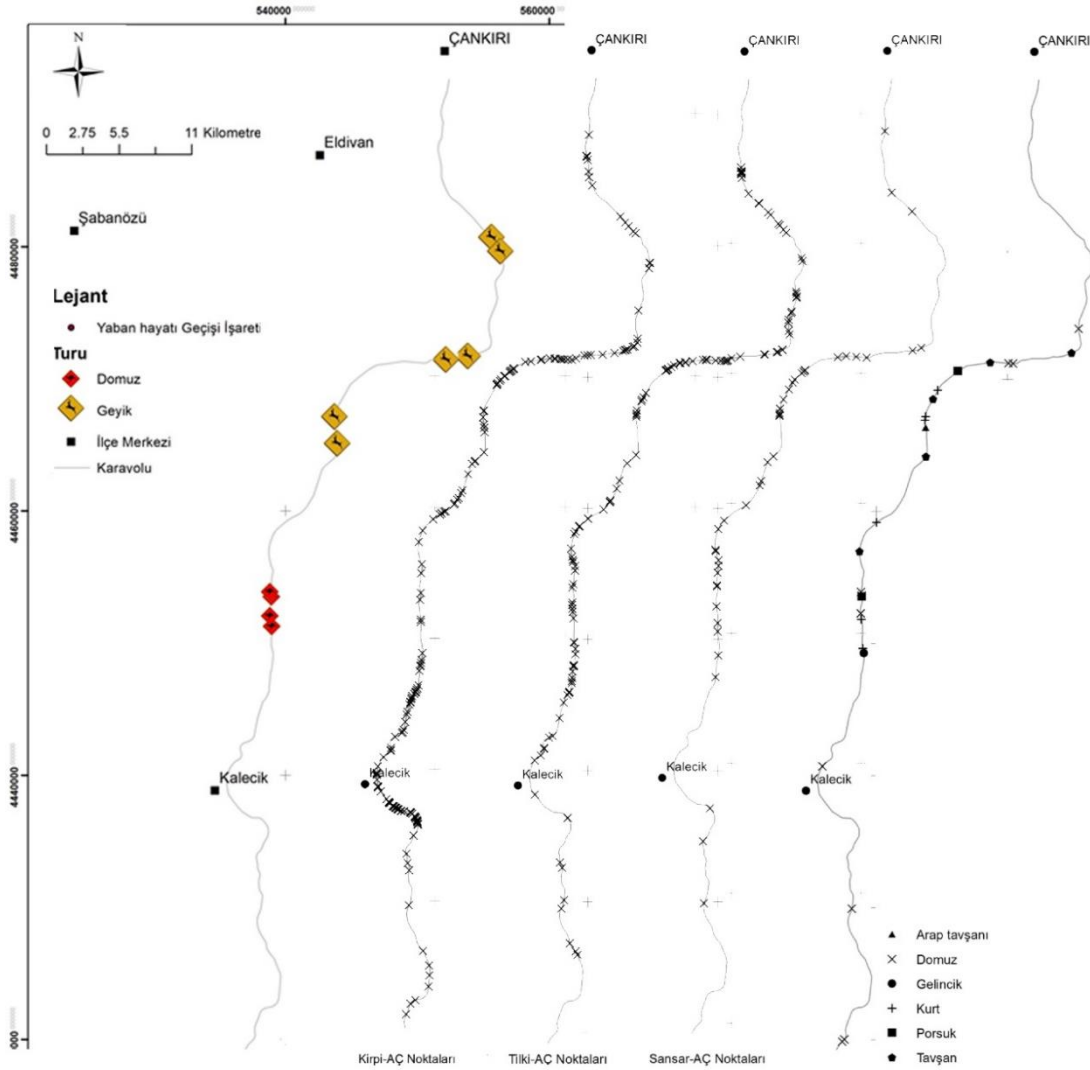 540000 560000
N
ÇANKIRI ÇANKIRI ÇANKIRI ÇANKIRI ÇANKIRI
0 2.75 5.5 11 Kilometre
Eldivan
Şabanözü
4480000
Lejant
Yaban hayatı Geçişi İşareti
Turu
Domuz
Geyik
İlçe Merkezi
Karavolu
4460000
4440000
Kalecik Kalecik Kalecik Kalecik Kalecik
Arap tavşanı
Domuz
Gelincik
Kurt
Porsuk
Tavşan
000
Kirpi-AÇ Noktaları Tilki-AÇ Noktaları Sansar-AÇ Noktaları